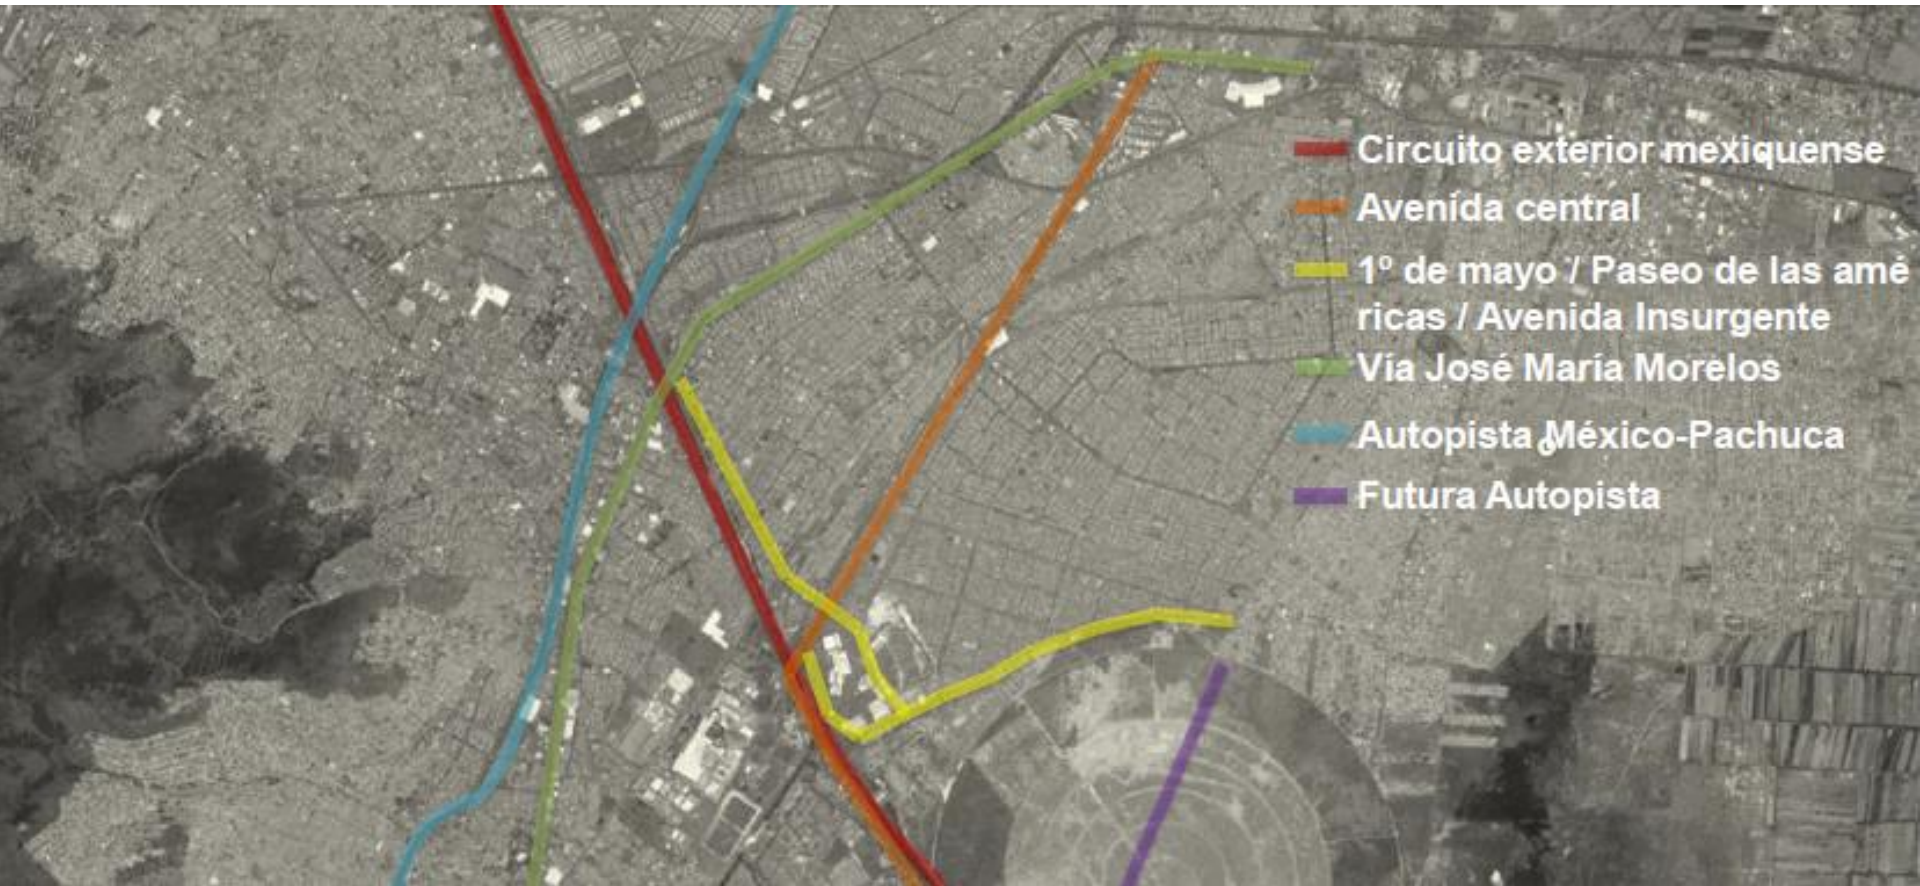 Circuito exterior mexiquense
Avenida central
1º de mayo / Paseo de las amé
ricas / Avenida Insurgente
Vía José María Morelos
Autopista México-Pachuca
Futura Autopista